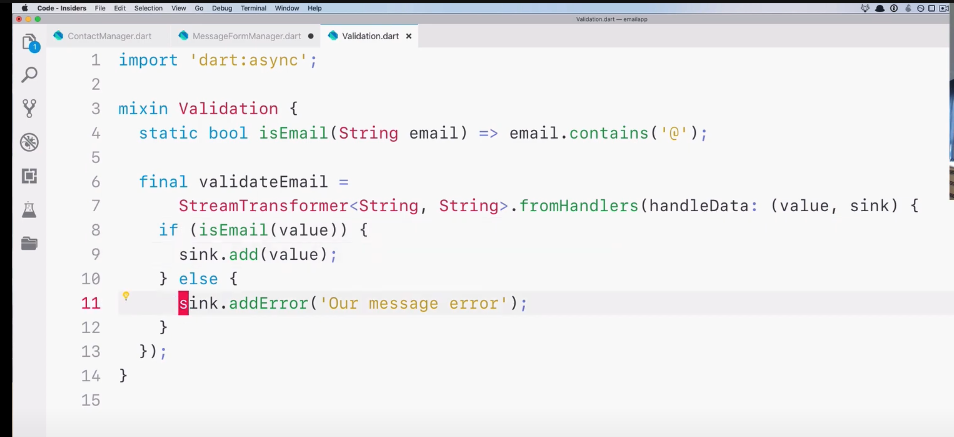 Code - Insiders File Edit Selection View Go Debug Terminal Window Help
Validation.dart — emailapp
ContactManager.dart MessageFormManager.dart Validation.dart
1
1 import 'dart:async';
2
3 mixin Validation {
4 static bool isEmail(String email) => email.contains('@');
5
6 final validateEmail =
7 StreamTransformer<String, String>.fromHandlers(handleData: (value, sink) {
8 if (isEmail(value)) {
9 sink.add(value);
10 } else {
11 sink.addError('Our message error');
12 }
13 });
14 }
15